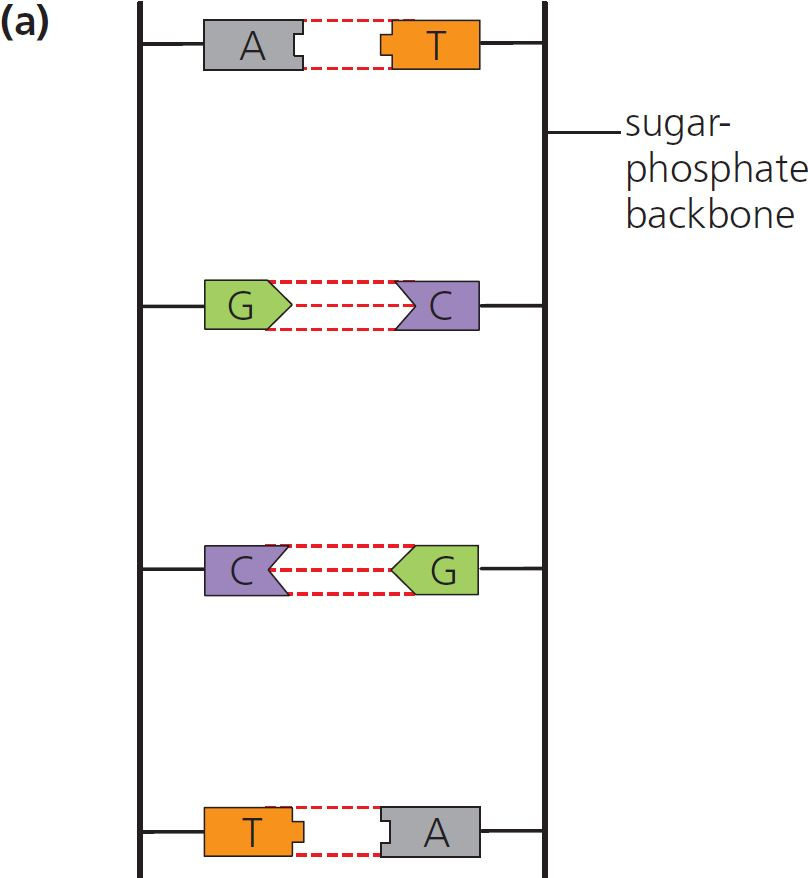 (a)
A T
sugar-
phosphate
backbone
G C
C G
T A